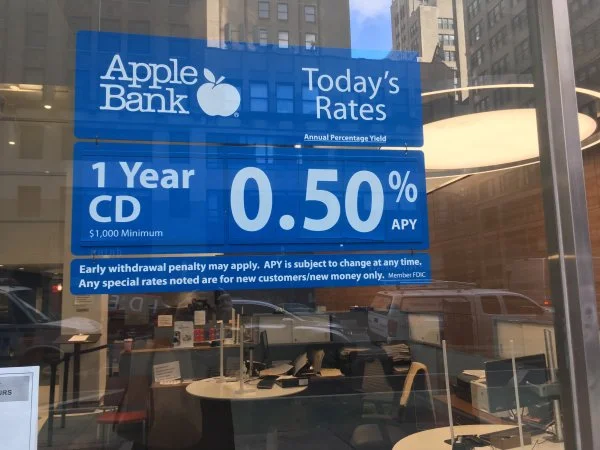 Apple
Bank
Today's
Rates
Annual Percentage Yield
1 Year
CD
$1,000 Minimum
0.50%
APY
Early withdrawal penalty may apply. APY is subject to change at any time.
Any special rates noted are for new customers/new money only. Member FDIC
URS